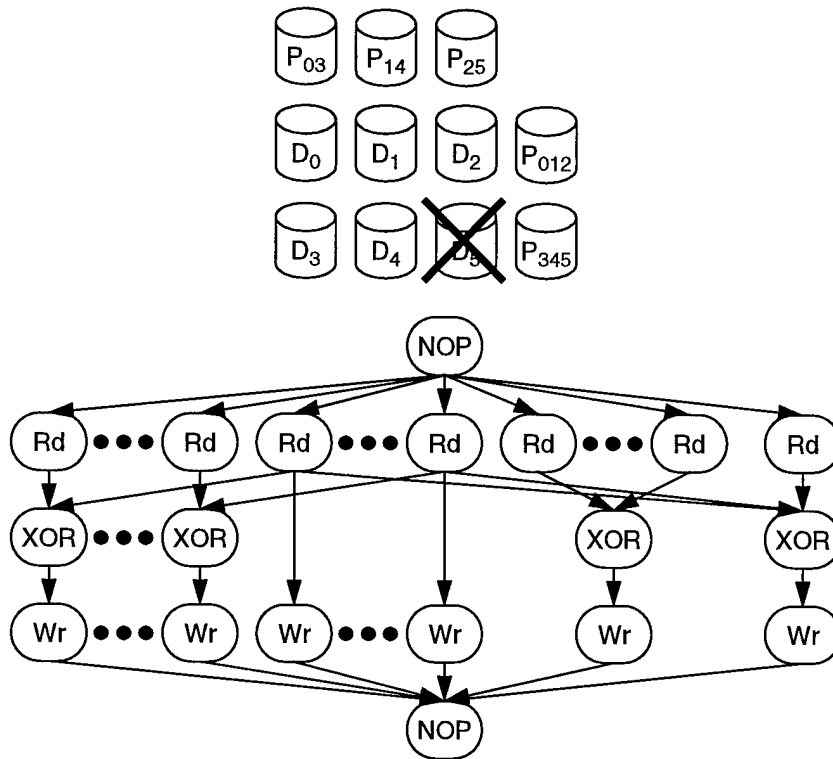 P03 P14 P25
D0 D1 D2 P012
D3 D4 D5 P345
NOP
Rd Rd Rd Rd Rd Rd Rd
XOR XOR XOR XOR
Wr Wr Wr Wr Wr Wr
NOP